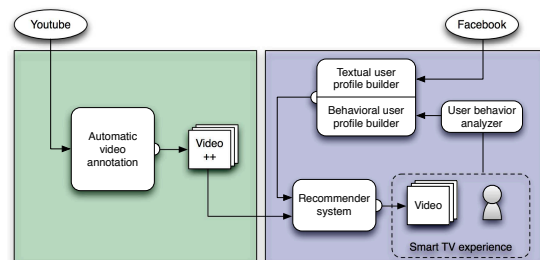 Youtube
Facebook
Textual user
profile builder
Behavioral user
profile builder
User behavior
analyzer
Automatic
video
annotation
Video
++
Recommender
system
Video
Smart TV experience